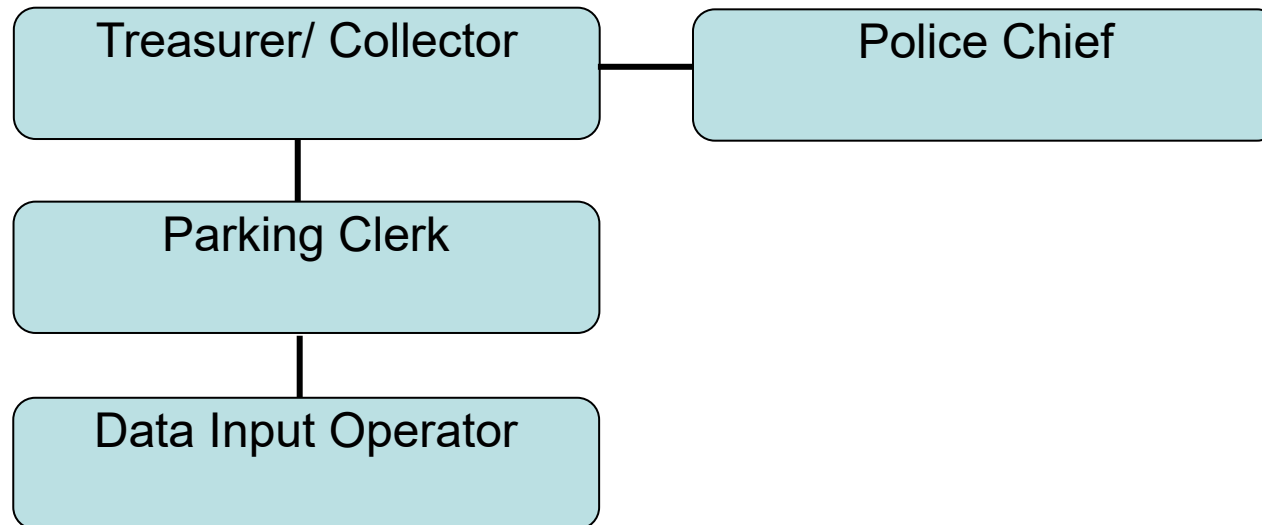 Treasurer/ Collector
Police Chief
Parking Clerk
Data Input Operator